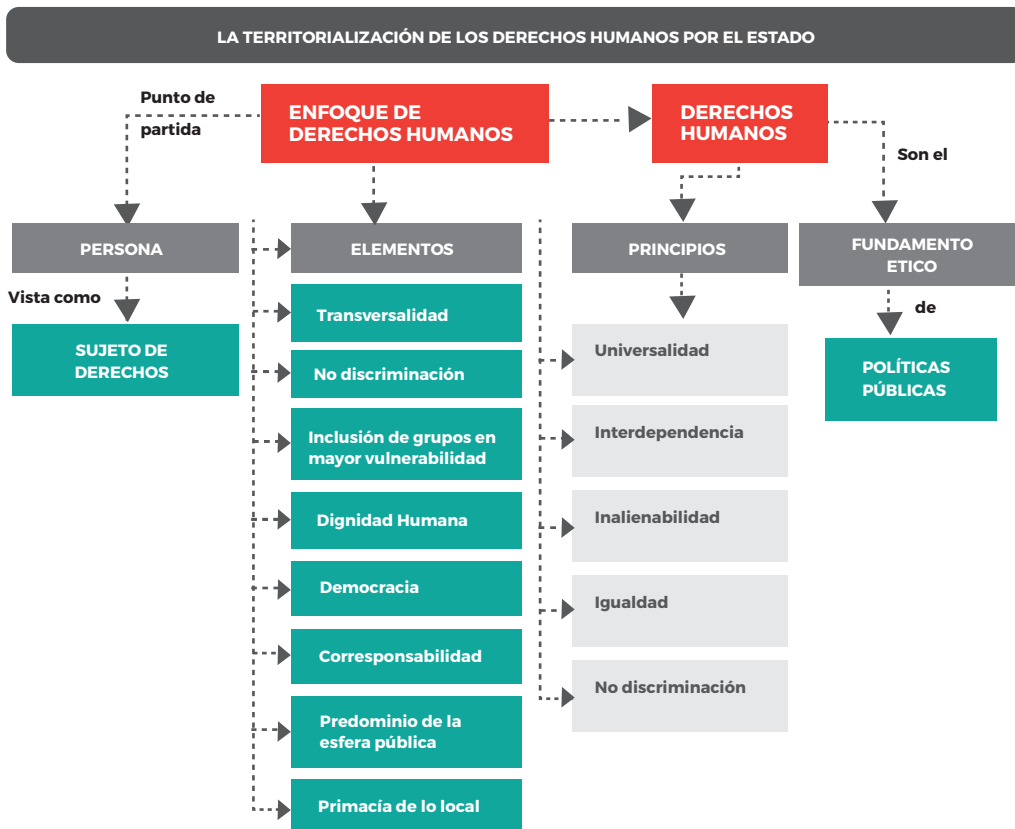 LA TERRITORIALIZACIÓN DE LOS DERECHOS HUMANOS POR EL ESTADO
Punto de
partida
ENFOQUE DE
DERECHOS HUMANOS
DERECHOS
HUMANOS
Son el
PERSONA
Vista como
SUJETO DE
DERECHOS
ELEMENTOS
Transversalidad
No discriminación
Inclusión de grupos en
mayor vulnerabilidad
Dignidad Humana
Democracia
Corresponsabilidad
Predominio de la
esfera pública
Primacía de lo local
PRINCIPIOS
Universalidad
Interdependencia
Inalienabilidad
Igualdad
No discriminación
FUNDAMENTO
ETICO
de
POLÍTICAS
PÚBLICAS